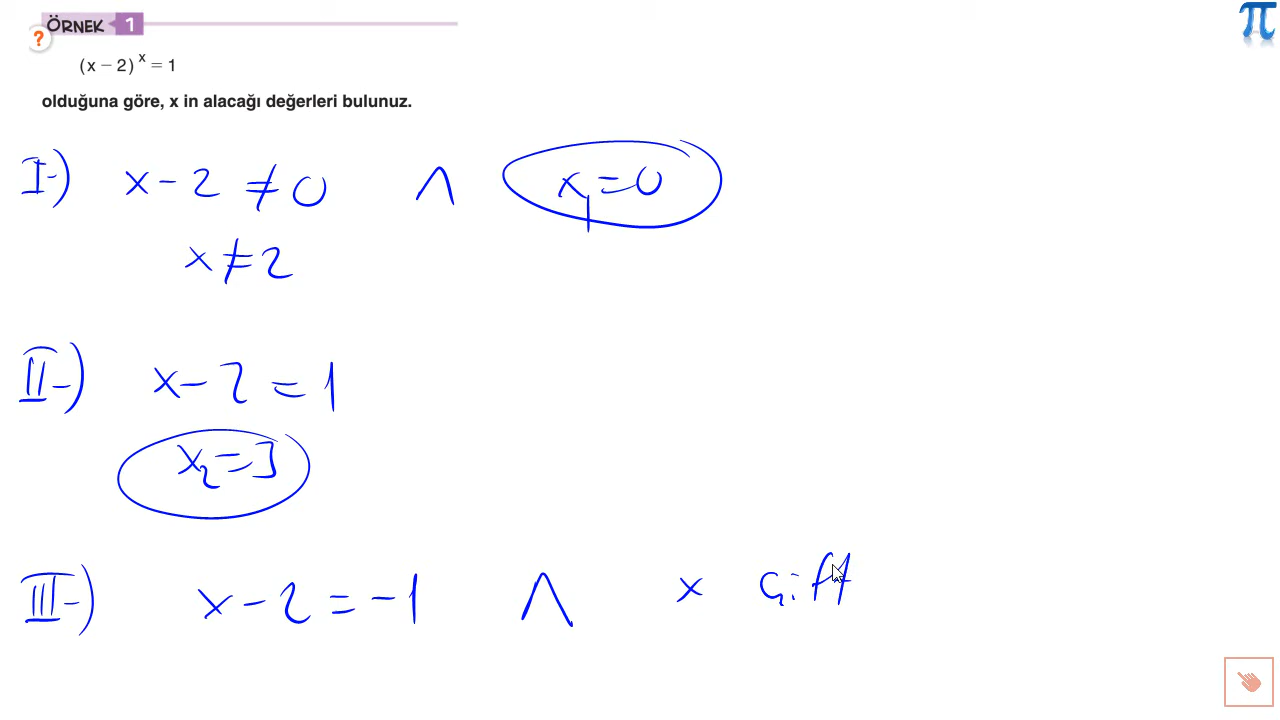 ÖRNEK 1
?
(x − 2)^x = 1
olduğuna göre, x in alacağı değerleri bulunuz.
I-) x − 2 ≠ 0 ∧ x₁ = 0
x ≠ 2
II-) x − 2 = 1
x₂ = 3
III-) x − 2 = −1 ∧ x çift
π